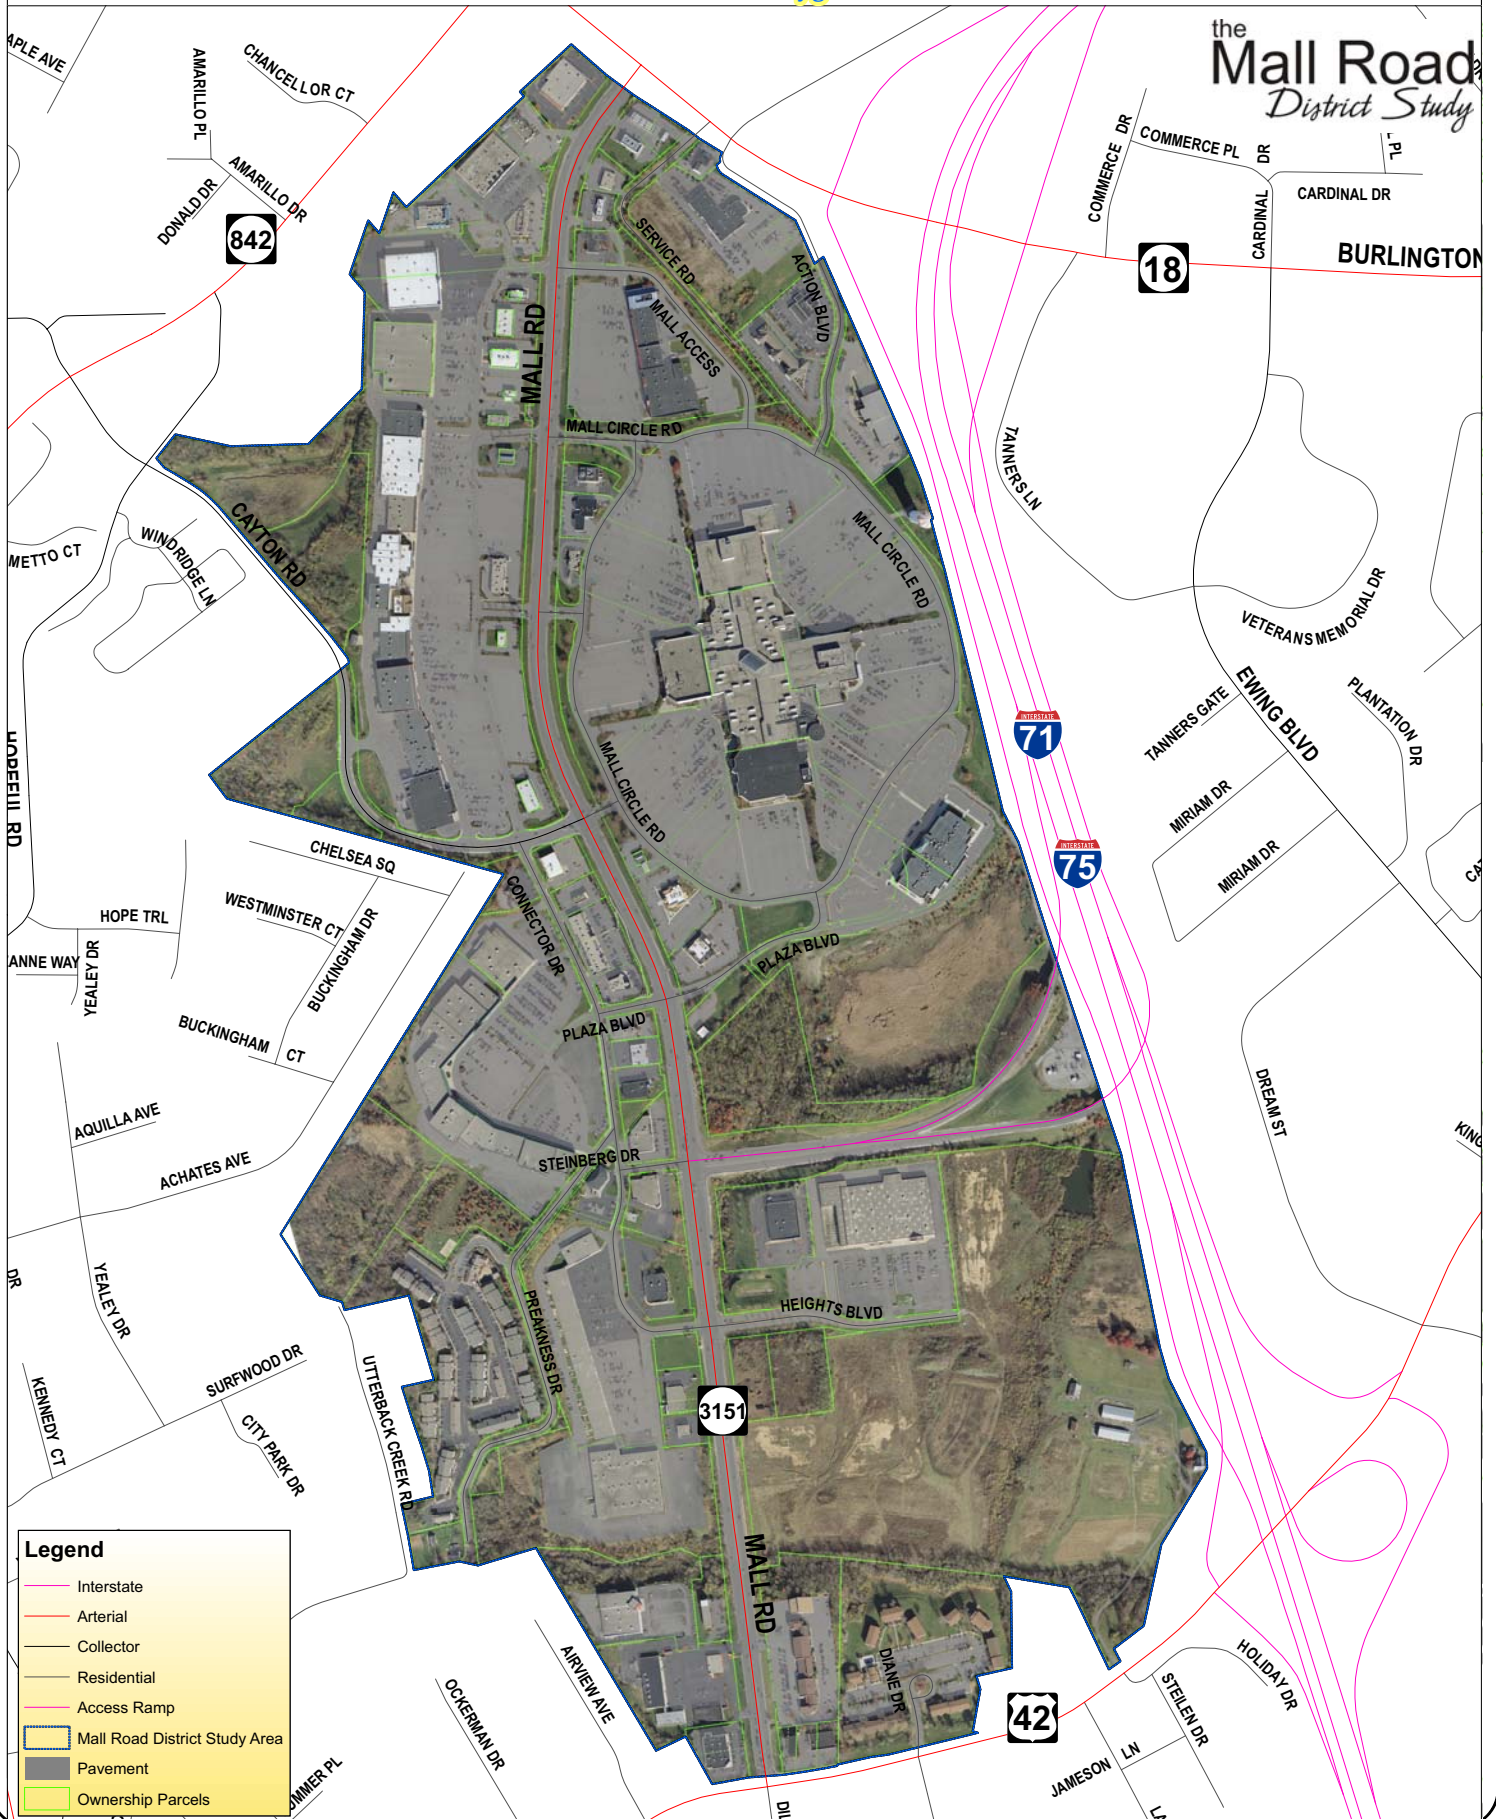 the
Mall Road
District Study
CHANCELLOR CT
AMARILLO PL
AMARILLO DR
DONALD DR
842
COMMERCE DR
COMMERCE PL
CARDINAL DR
CARDINAL DR
18
BURLINGTON
SERVICE RD
ACTION BLVD
MALL ACCESS
MALL RD
MALL CIRCLE RD
TANNERS LN
CAYTON RD
WINDRIDGE LN
METTO CT
MALL CIRCLE RD
VETERANS MEMORIAL DR
EWING BLVD
TANNERS GATE
PLANTATION DR
INTERSTATE
71
HOPEFUL RD
MALL CIRCLE RD
MIRIAM DR
MIRIAM DR
INTERSTATE
75
CHELSEA SQ
WESTMINSTER CT
BUCKINGHAM DR
HOPE TRL
ANNE WAY
YEALEY DR
CONNECTOR DR
PLAZA BLVD
PLAZA BLVD
BUCKINGHAM CT
DREAM ST
AQUILLA AVE
ACHATES AVE
STEINBERG DR
DR
YEALEY DR
PREAKNESS DR
HEIGHTS BLVD
SURFWOOD DR
KENNEDY CT
CITY PARK DR
UTTERBACK CREEK RD
3151
MALL RD
AIRVIEW AVE
OCKERMAN DR
DIANE DR
42
HOLIDAY DR
STEILEN DR
JAMESON LN
Legend
Interstate
Arterial
Collector
Residential
Access Ramp
Mall Road District Study Area
Pavement
Ownership Parcels